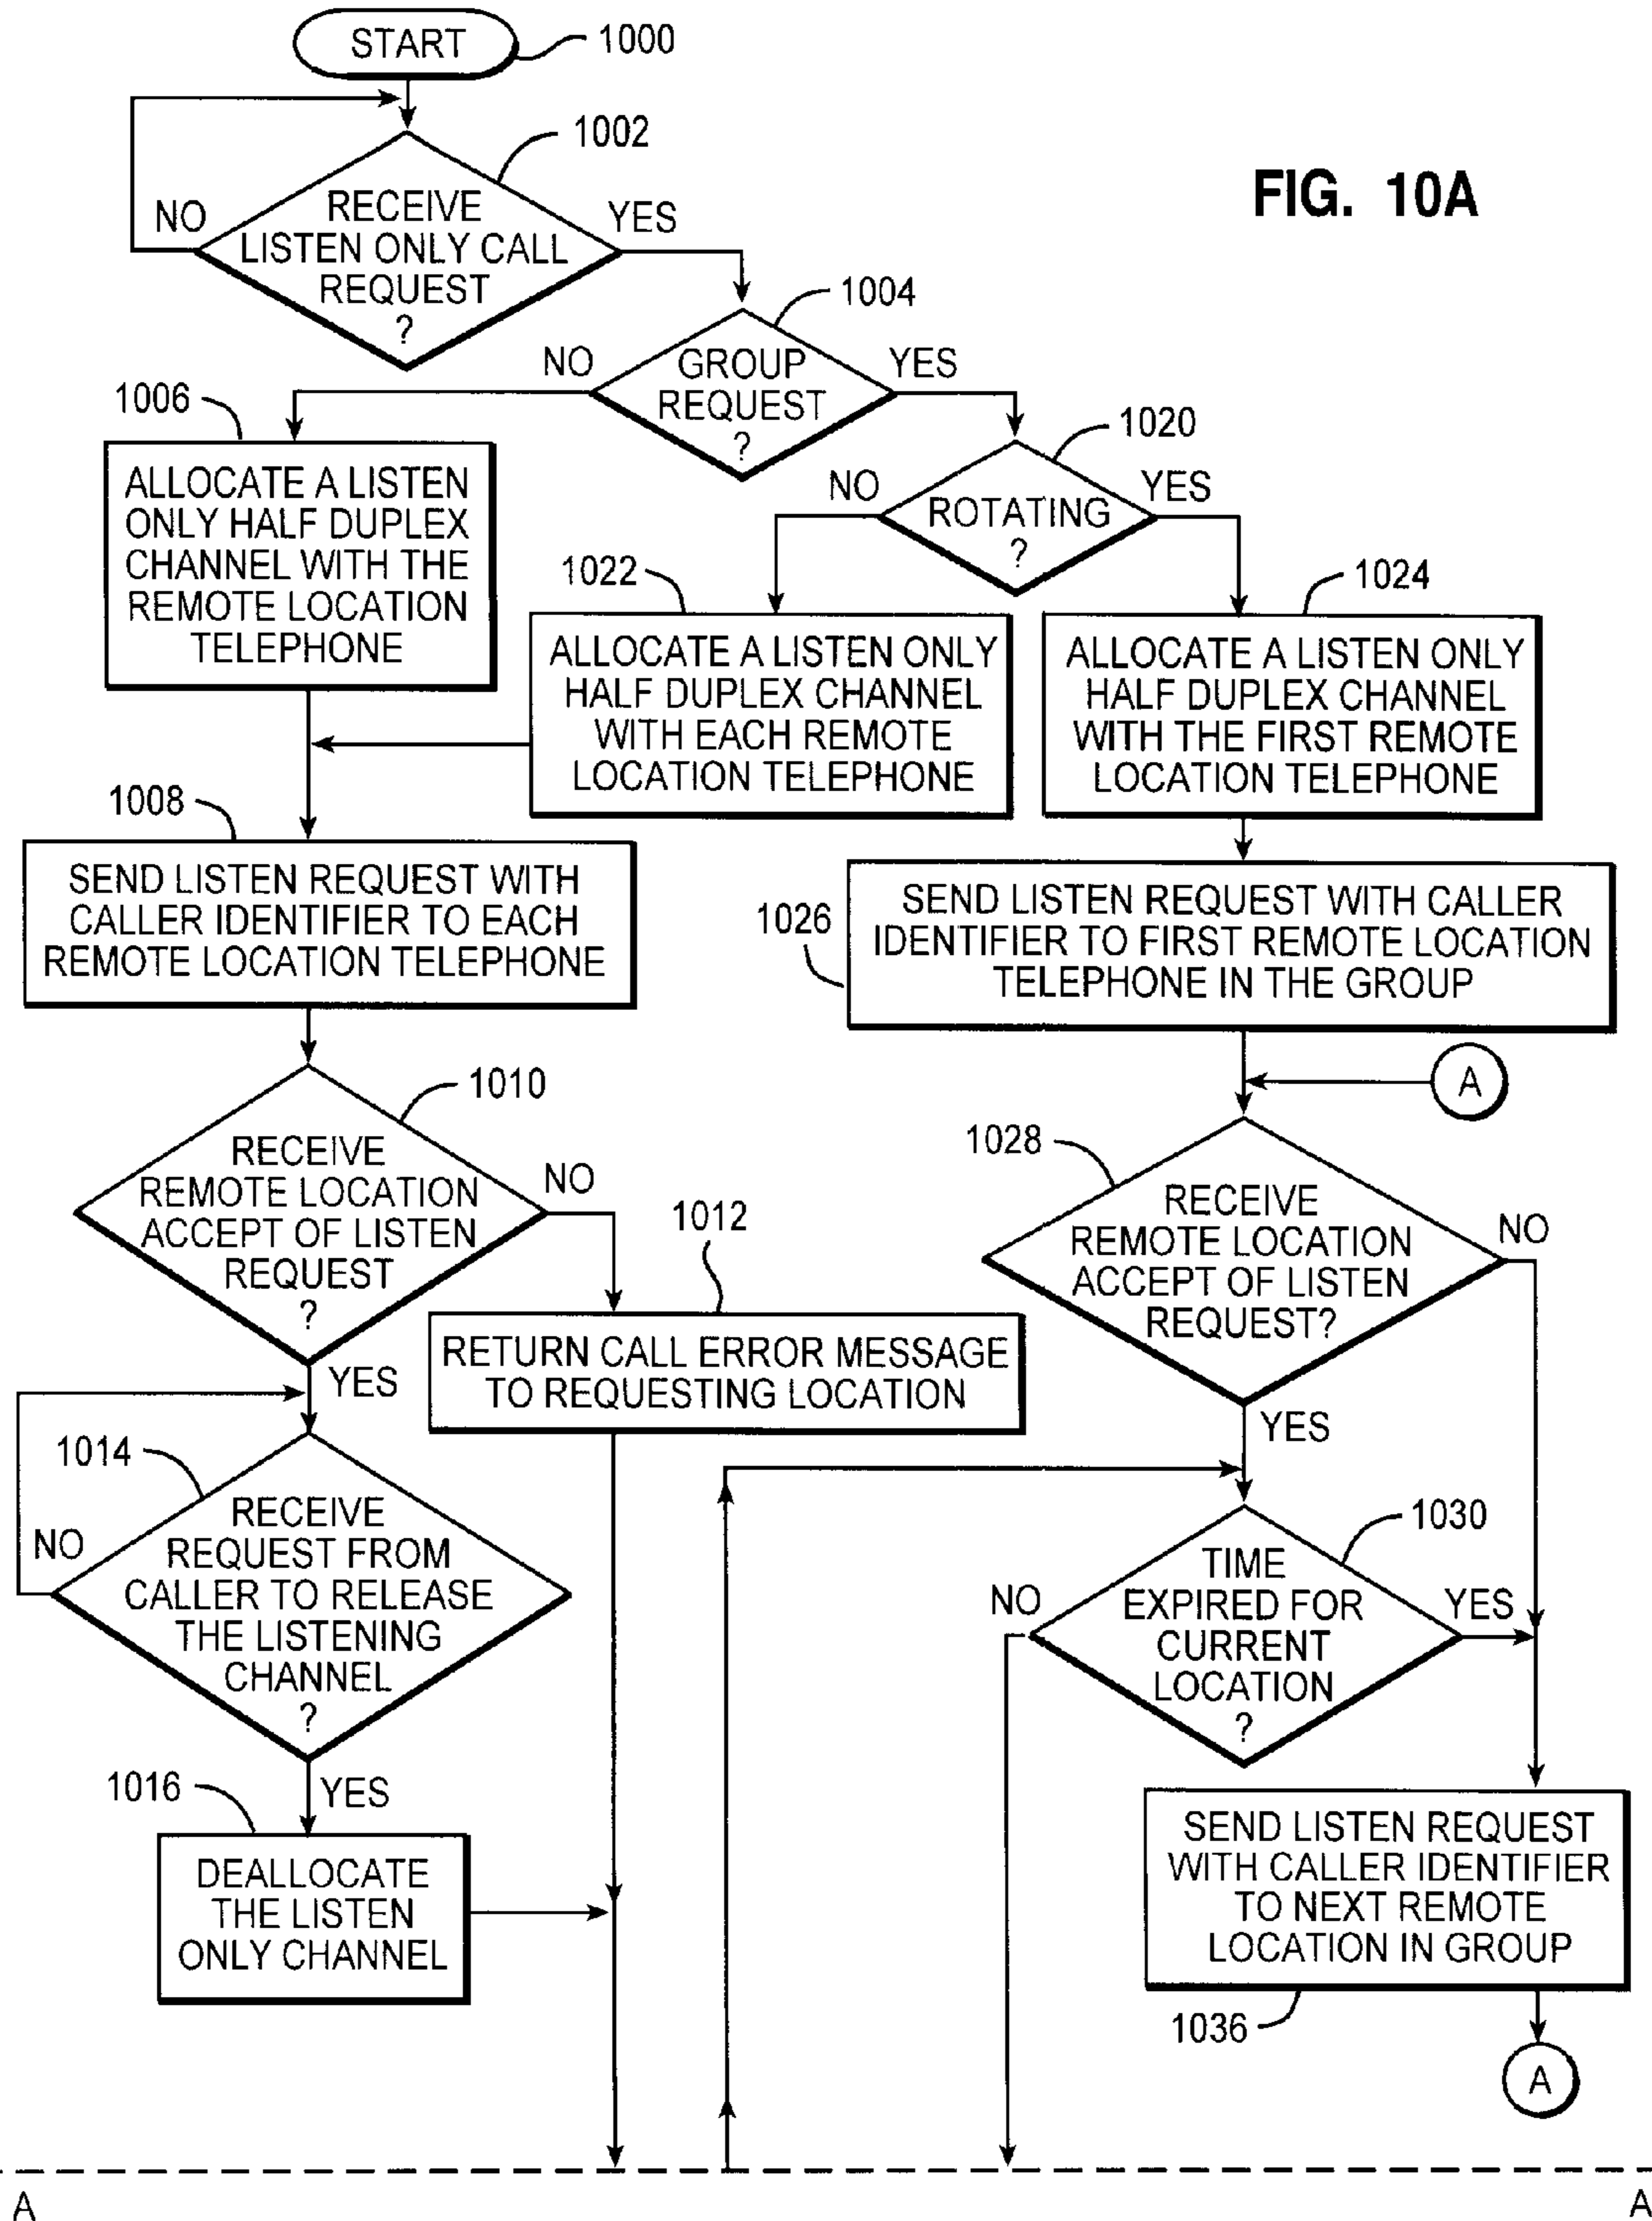 START
1000
1002
FIG. 10A
RECEIVE
LISTEN ONLY CALL
REQUEST
?
NO
YES
1004
GROUP
REQUEST
?
NO
YES
1006
ALLOCATE A LISTEN
ONLY HALF DUPLEX
CHANNEL WITH THE
REMOTE LOCATION
TELEPHONE
1020
ROTATING
?
NO
YES
1022
ALLOCATE A LISTEN ONLY
HALF DUPLEX CHANNEL
WITH EACH REMOTE
LOCATION TELEPHONE
1024
ALLOCATE A LISTEN ONLY
HALF DUPLEX CHANNEL
WITH THE FIRST REMOTE
LOCATION TELEPHONE
1008
SEND LISTEN REQUEST WITH
CALLER IDENTIFIER TO EACH
REMOTE LOCATION TELEPHONE
1026
SEND LISTEN REQUEST WITH CALLER
IDENTIFIER TO FIRST REMOTE LOCATION
TELEPHONE IN THE GROUP
A
1010
RECEIVE
REMOTE LOCATION
ACCEPT OF LISTEN
REQUEST
?
NO
YES
1012
RETURN CALL ERROR MESSAGE
TO REQUESTING LOCATION
1028
RECEIVE
REMOTE LOCATION
ACCEPT OF LISTEN
REQUEST?
NO
YES
1014
RECEIVE
REQUEST FROM
CALLER TO RELEASE
THE LISTENING
CHANNEL
?
NO
YES
1030
TIME
EXPIRED FOR
CURRENT
LOCATION
?
NO
YES
1016
DEALLOCATE
THE LISTEN
ONLY CHANNEL
SEND LISTEN REQUEST
WITH CALLER IDENTIFIER
TO NEXT REMOTE
LOCATION IN GROUP
1036
A
A
A